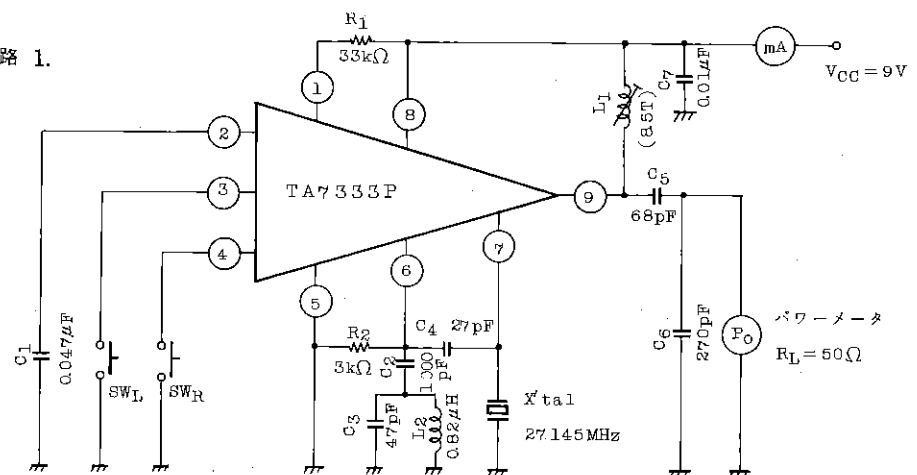 路 1.
R1
33kΩ
mA
VCC=9V
C7
0.01μF
L1
(8.5T)
1
8
2
3
4
TA7333P
9
C5
68pF
7
6
5
C1
0.047μF
SWL
SWR
R2
3kΩ
C4
27pF
C2
1000pF
C3
47pF
L2
0.82μH
X'tal
27.145MHz
C6
270pF
P0
パワーメータ
RL=50Ω